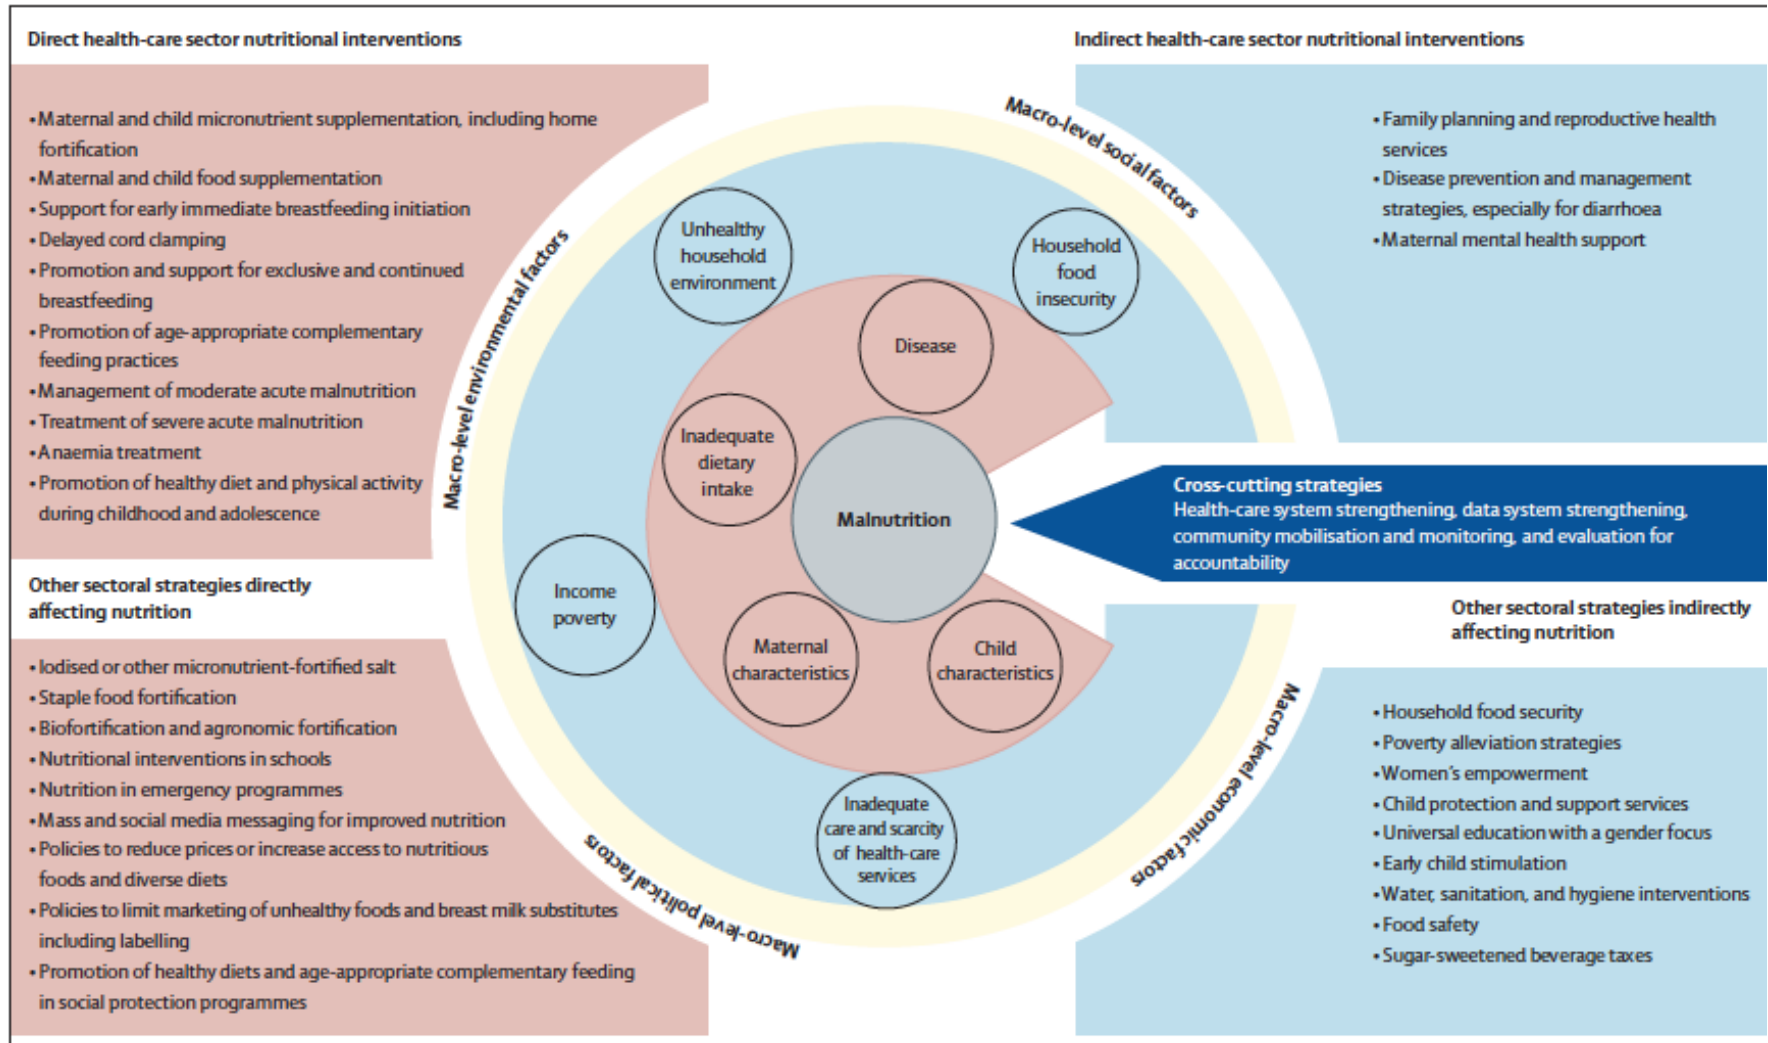 Direct health-care sector nutritional interventions
• Maternal and child micronutrient supplementation, including home
fortification
• Maternal and child food supplementation
• Support for early immediate breastfeeding initiation
• Delayed cord clamping
• Promotion and support for exclusive and continued
breastfeeding
• Promotion of age-appropriate complementary
feeding practices
• Management of moderate acute malnutrition
• Treatment of severe acute malnutrition
• Anaemia treatment
• Promotion of healthy diet and physical activity
during childhood and adolescence
Other sectoral strategies directly
affecting nutrition
• Iodised or other micronutrient-fortified salt
• Staple food fortification
• Biofortification and agronomic fortification
• Nutritional interventions in schools
• Nutrition in emergency programmes
• Mass and social media messaging for improved nutrition
• Policies to reduce prices or increase access to nutritious
foods and diverse diets
• Policies to limit marketing of unhealthy foods and breast milk substitutes
including labelling
• Promotion of healthy diets and age-appropriate complementary feeding
in social protection programmes
Macro-level environmental factors
Macro-level social factors
Macro-level political factors
Macro-level economic factors
Unhealthy
household
environment
Household
food
insecurity
Disease
Inadequate
dietary
intake
Malnutrition
Income
poverty
Maternal
characteristics
Child
characteristics
Inadequate
care and scarcity
of health-care
services
Indirect health-care sector nutritional interventions
• Family planning and reproductive health
services
• Disease prevention and management
strategies, especially for diarrhoea
• Maternal mental health support
Cross-cutting strategies
Health-care system strengthening, data system strengthening,
community mobilisation and monitoring, and evaluation for
accountability
Other sectoral strategies indirectly
affecting nutrition
• Household food security
• Poverty alleviation strategies
• Women's empowerment
• Child protection and support services
• Universal education with a gender focus
• Early child stimulation
• Water, sanitation, and hygiene interventions
• Food safety
• Sugar-sweetened beverage taxes